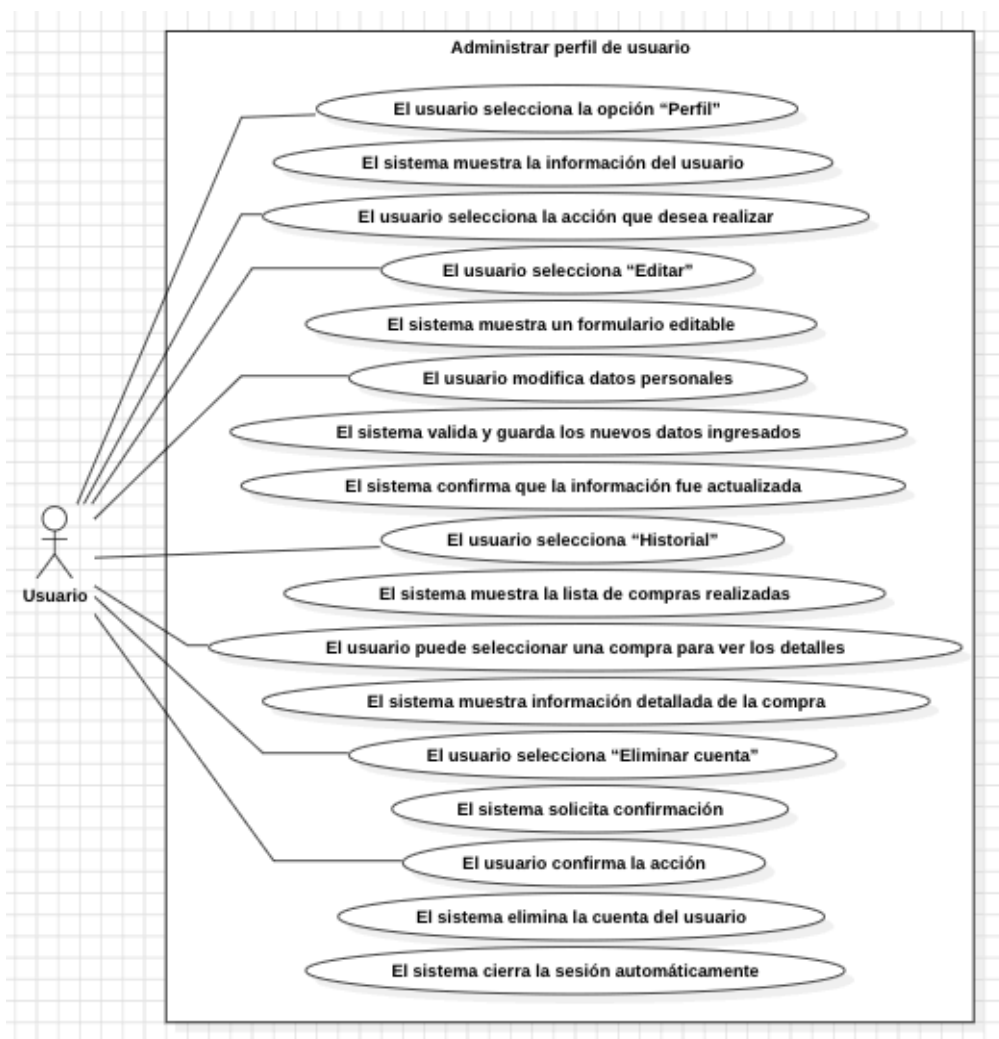 Administrar perfil de usuario
El usuario selecciona la opción “Perfil”
El sistema muestra la información del usuario
El usuario selecciona la acción que desea realizar
El usuario selecciona “Editar”
El sistema muestra un formulario editable
El usuario modifica datos personales
El sistema valida y guarda los nuevos datos ingresados
El sistema confirma que la información fue actualizada
El usuario selecciona “Historial”
El sistema muestra la lista de compras realizadas
Usuario
El usuario puede seleccionar una compra para ver los detalles
El sistema muestra información detallada de la compra
El usuario selecciona “Eliminar cuenta”
El sistema solicita confirmación
El usuario confirma la acción
El sistema elimina la cuenta del usuario
El sistema cierra la sesión automáticamente